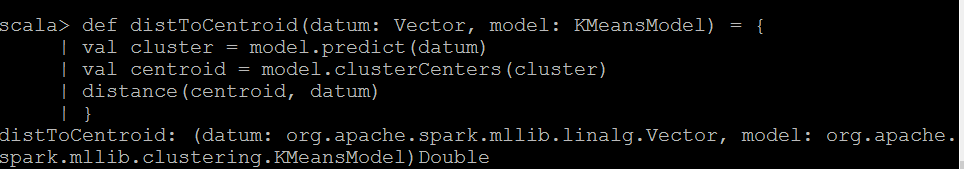 scala> def distToCentroid(datum: Vector, model: KMeansModel) = {
| val cluster = model.predict(datum)
| val centroid = model.clusterCenters(cluster)
| distance(centroid, datum)
| }
distToCentroid: (datum: org.apache.spark.mllib.linalg.Vector, model: org.apache.
spark.mllib.clustering.KMeansModel)Double